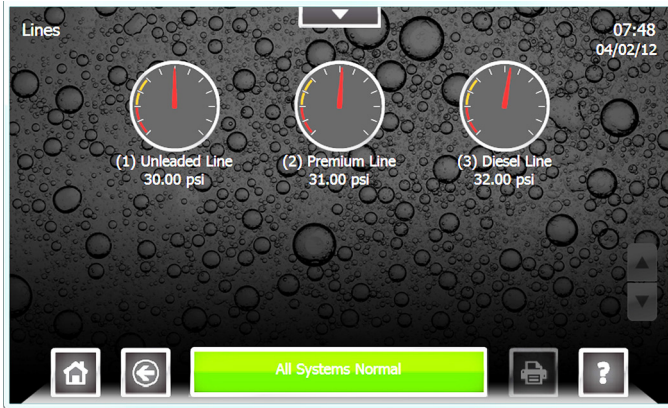 Lines
07:48
04/02/12
(1) Unleaded Line
30.00 psi
(2) Premium Line
31.00 psi
(3) Diesel Line
32.00 psi
All Systems Normal
?